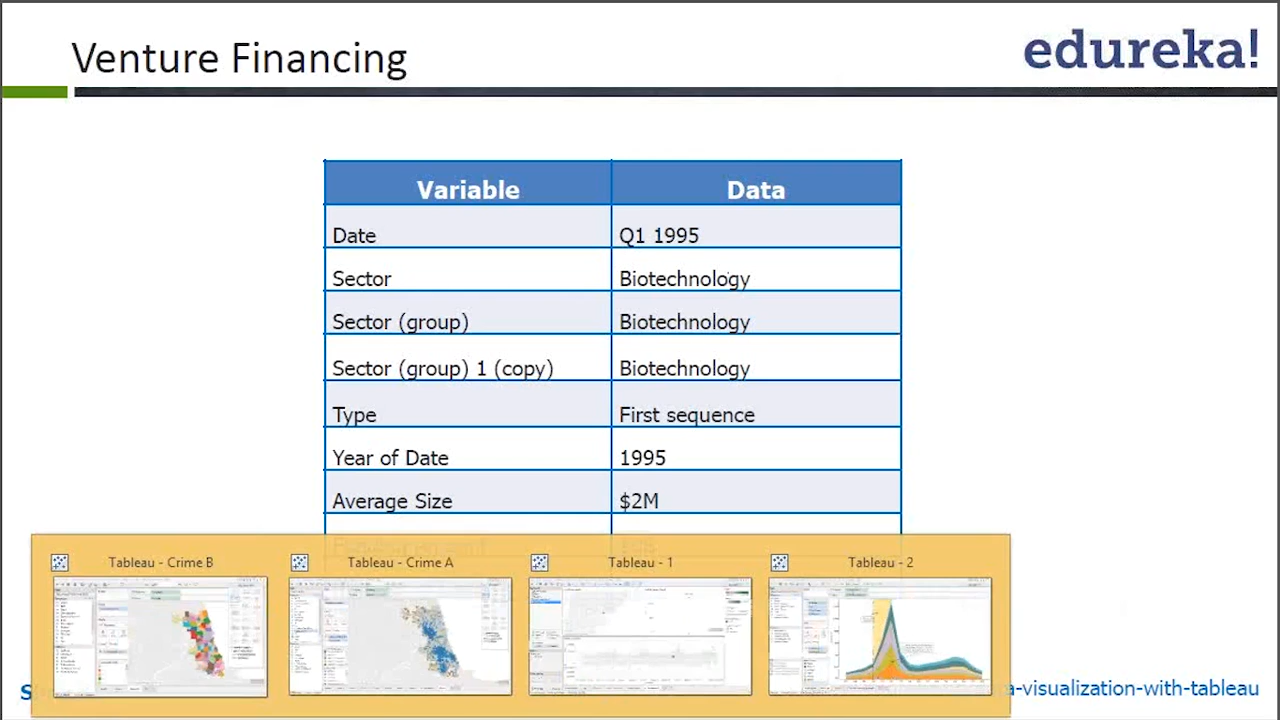 Venture Financing
edureka!
Variable Data
Date Q1 1995
Sector Biotechnology
Sector (group) Biotechnology
Sector (group) 1 (copy) Biotechnology
Type First sequence
Year of Date 1995
Average Size $2M
Tableau - Crime B
Tableau - Crime A
Tableau - 1
Tableau - 2
a-visualization-with-tableau